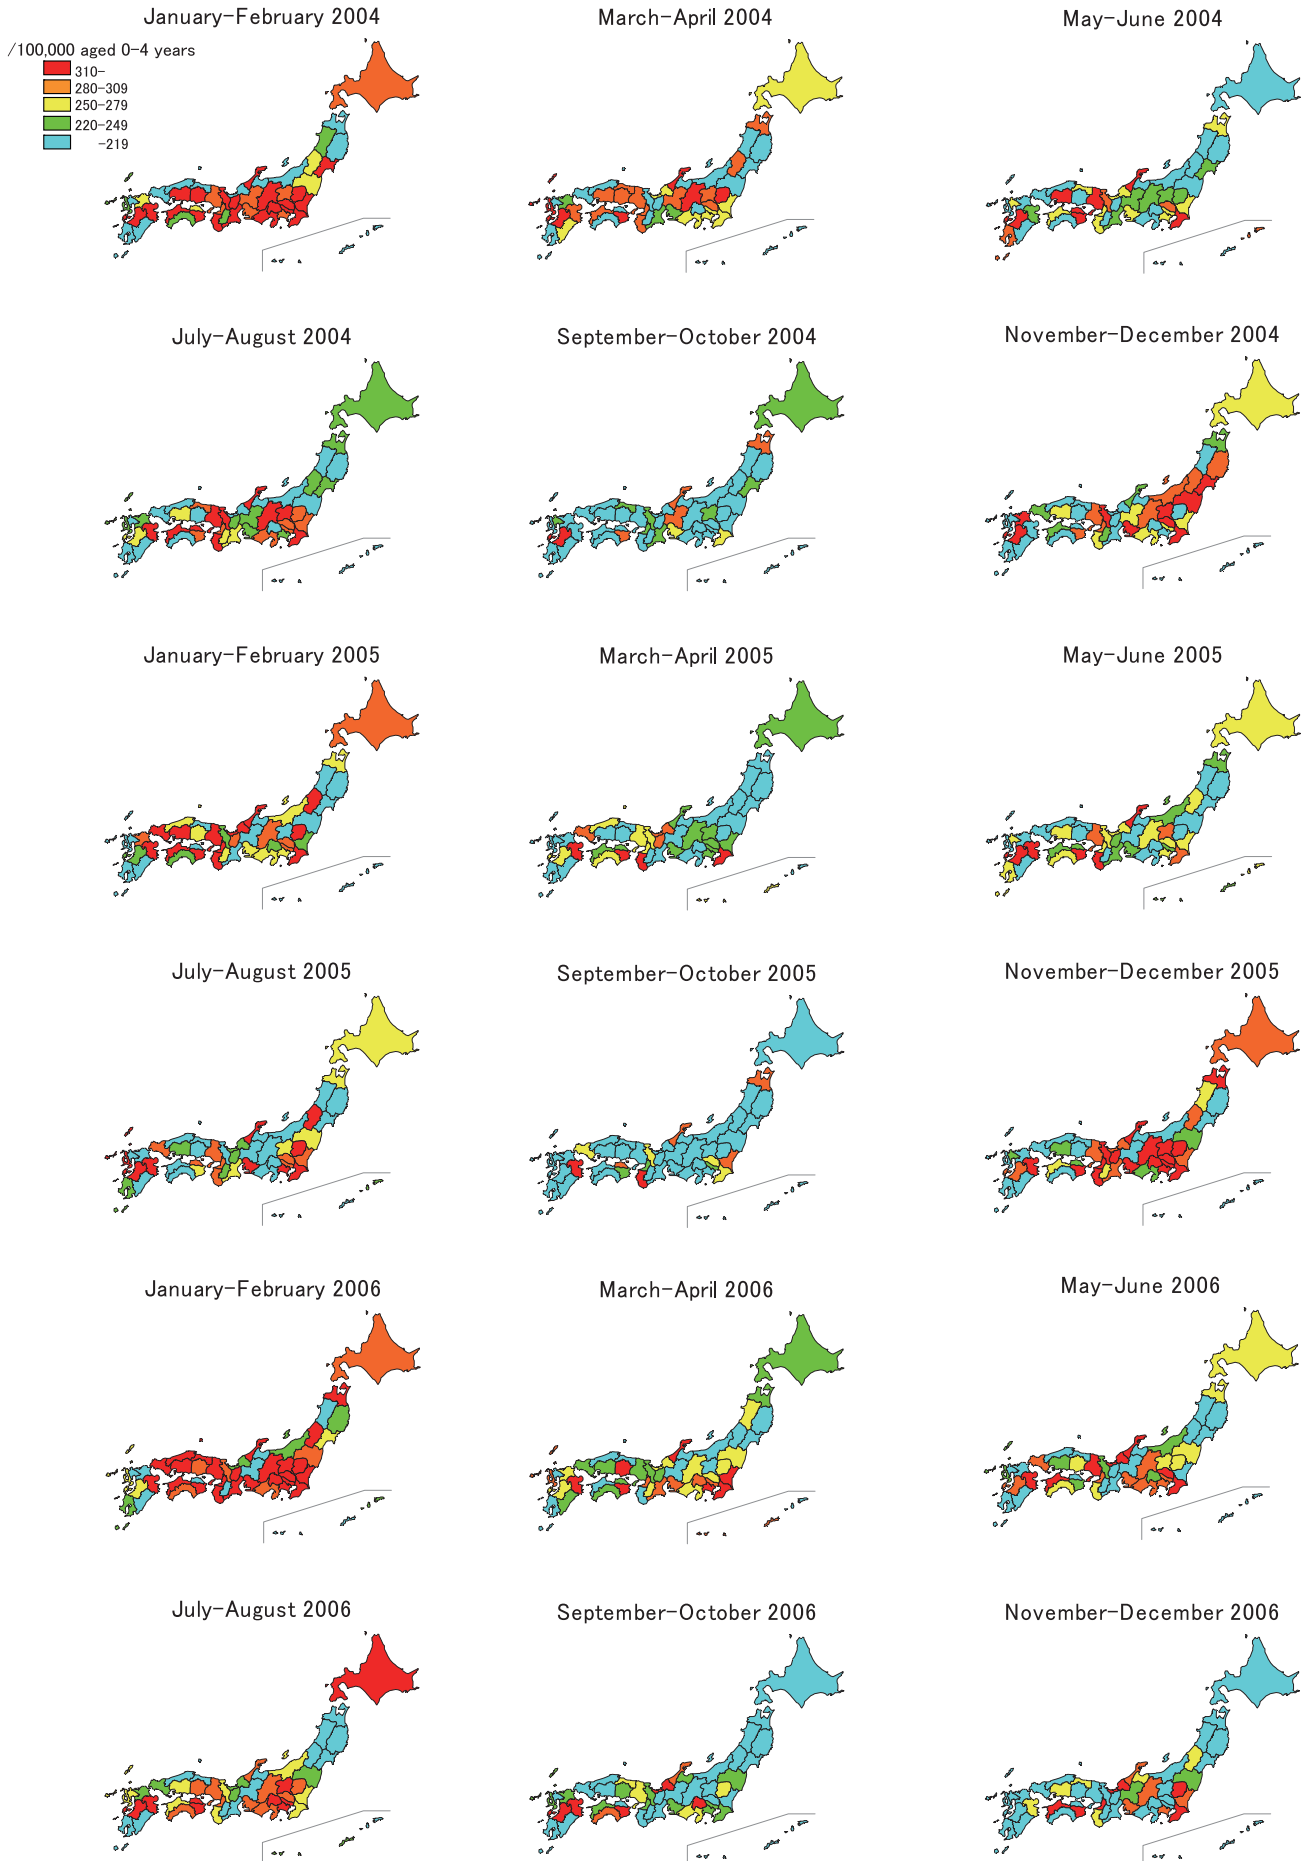 January-February 2004
March-April 2004
May-June 2004
/100,000 aged 0-4 years
310-
280-309
250-279
220-249
-219
July-August 2004
September-October 2004
November-December 2004
January-February 2005
March-April 2005
May-June 2005
July-August 2005
September-October 2005
November-December 2005
January-February 2006
March-April 2006
May-June 2006
July-August 2006
September-October 2006
November-December 2006